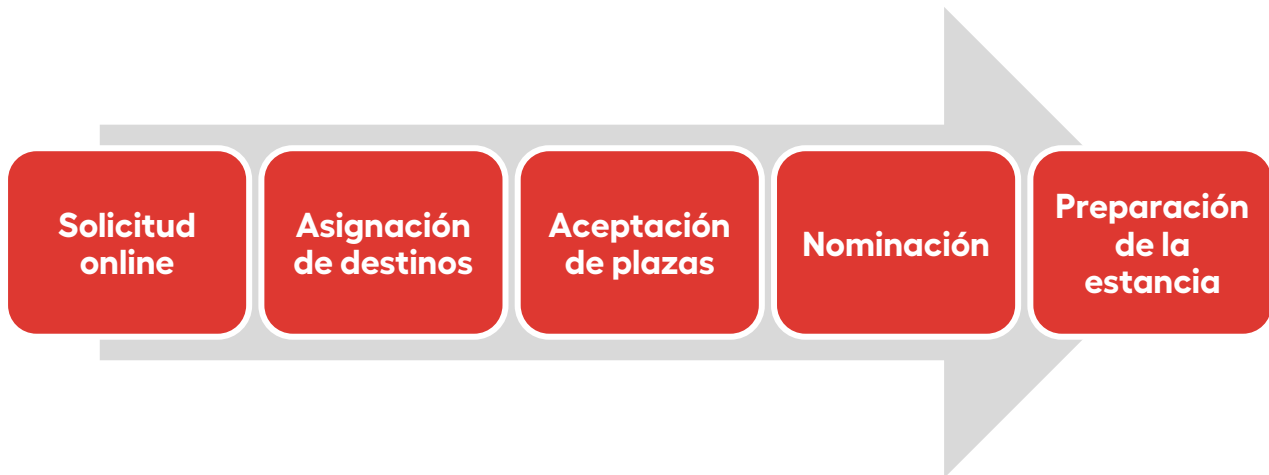 Solicitud
online
Asignación
de destinos
Aceptación
de plazas
Nominación
Preparación
de la
estancia